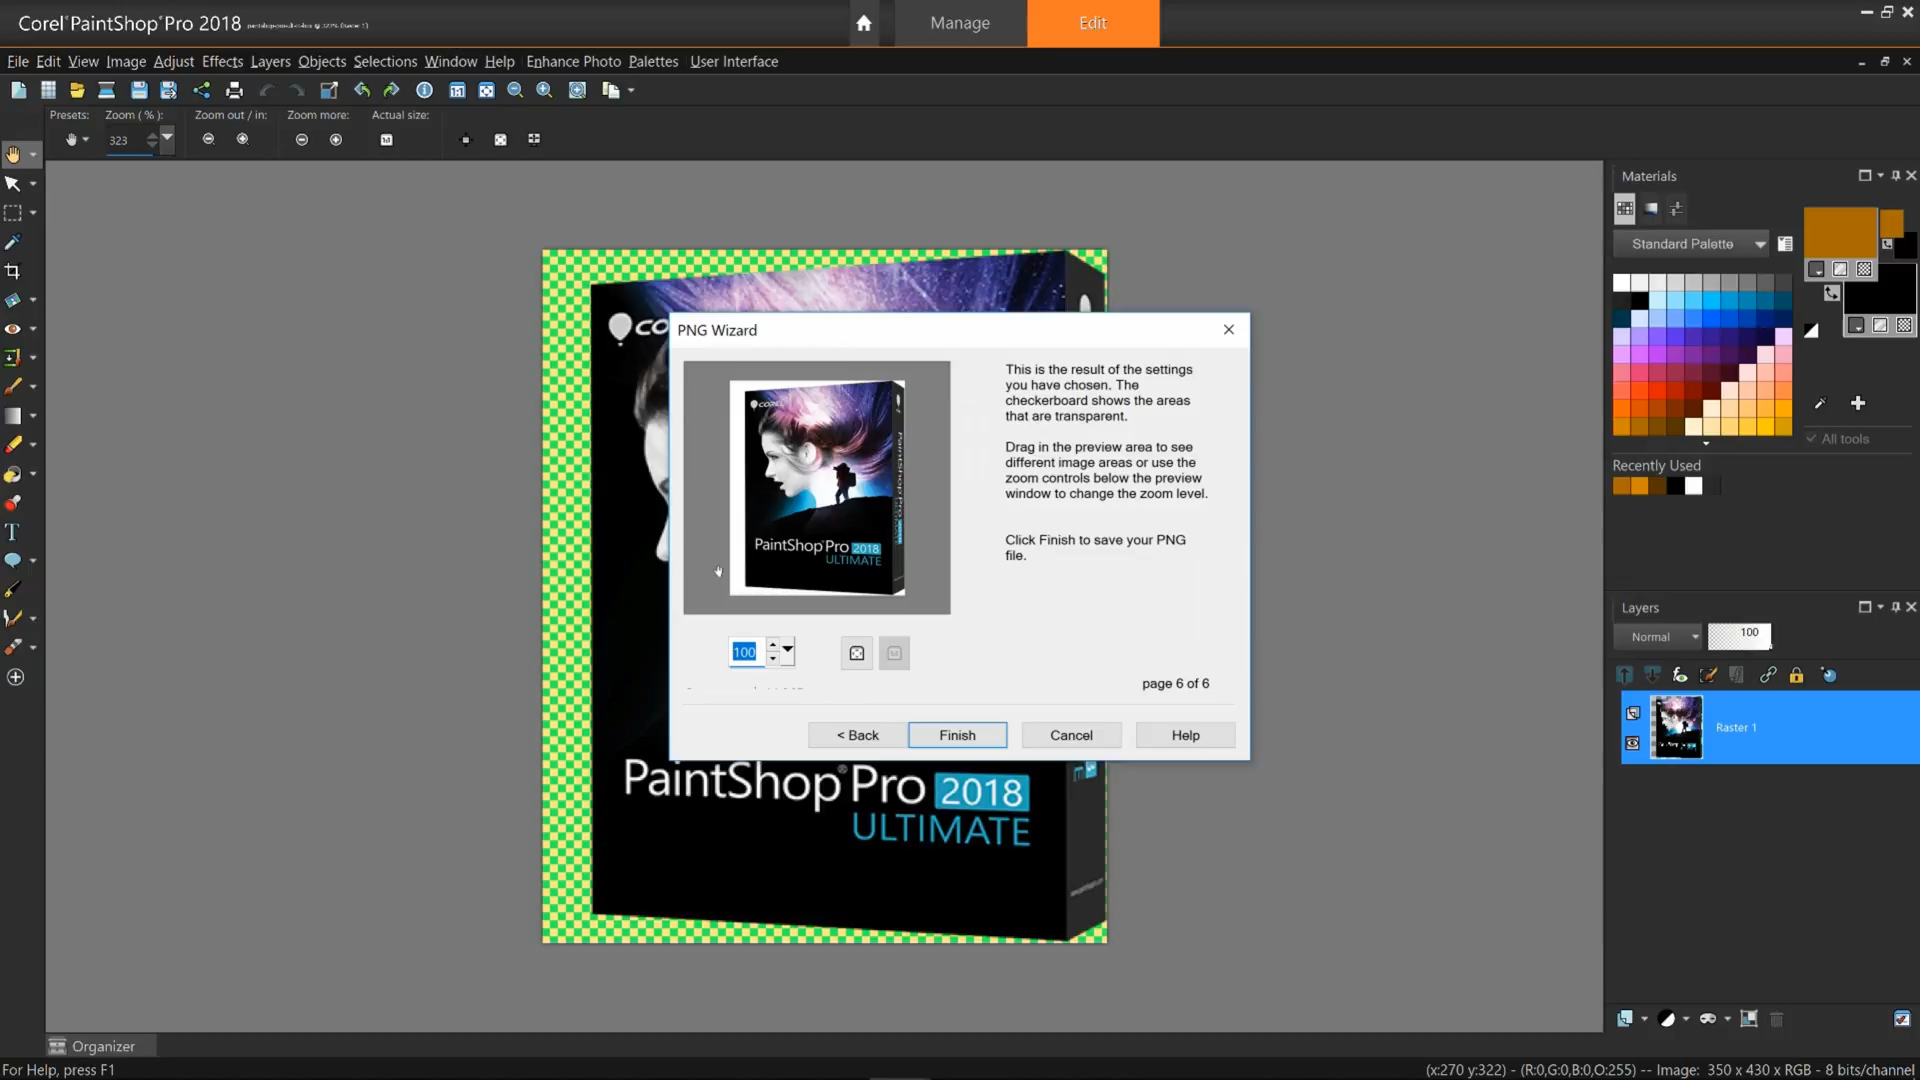 Corel®PaintShop®Pro 2018
Manage
Edit
File Edit View Image Adjust Effects Layers Objects Selections Window Help Enhance Photo Palettes User Interface
Presets: Zoom ( % ): Zoom out / in: Zoom more: Actual size:
323
Materials
Standard Palette
All tools
Recently Used
PNG Wizard
This is the result of the settings
you have chosen. The
checkerboard shows the areas
that are transparent.
Drag in the preview area to see
different image areas or use the
zoom controls below the preview
window to change the zoom level.
Click Finish to save your PNG
file.
COREL
PaintShop Pro
PaintShop Pro 2018
ULTIMATE
100
page 6 of 6
< Back
Finish
Cancel
Help
CO
PaintShop®Pro 2018
ULTIMATE
Layers
Normal
100
Raster 1
Organizer
For Help, press F1
(x:270 y:322) - (R:0,G:0,B:0,O:255) -- Image: 350 x 430 x RGB - 8 bits/channel